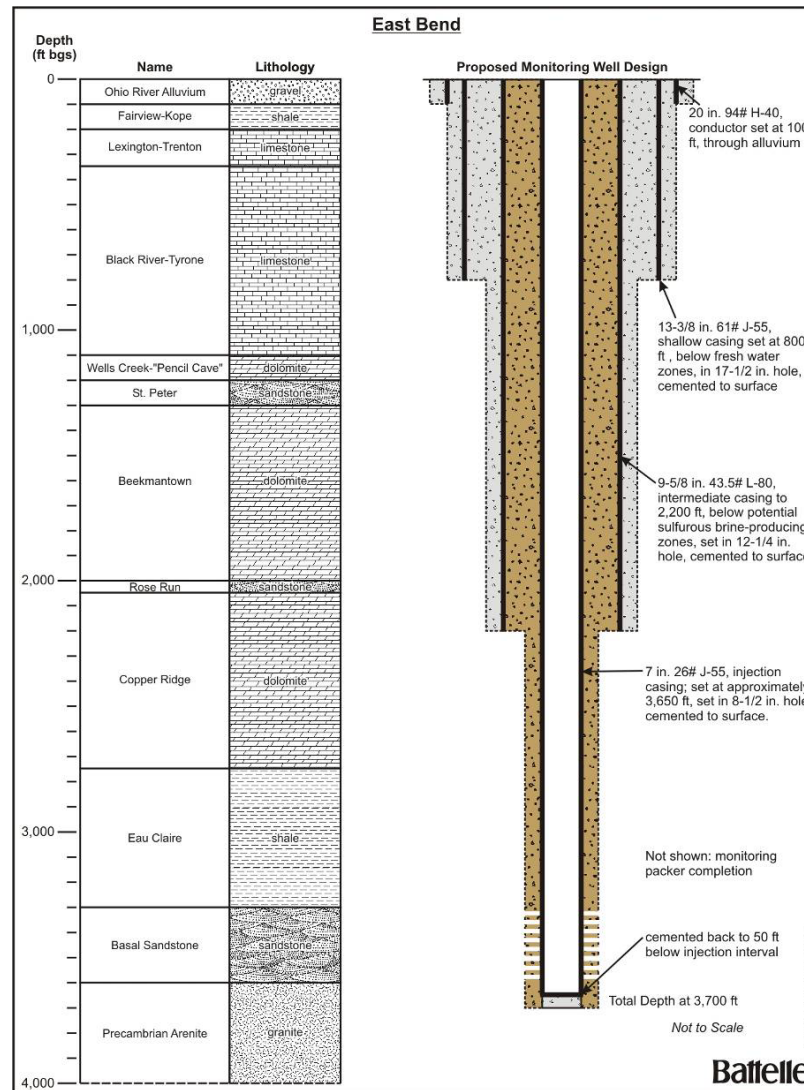 East Bend
Depth
(ft bgs)
Name
Lithology
Proposed Monitoring Well Design
0
Ohio River Alluvium
gravel
Fairview-Kope
shale
Lexington-Trenton
limestone
Black River-Tyrone
limestone
1,000
Wells Creek-"Pencil Cave"
dolomite
St. Peter
sandstone
Beekmantown
dolomite
2,000
Rose Run
sandstone
Copper Ridge
dolomite
Eau Claire
shale
3,000
Basal Sandstone
sandstone
Precambrian Arenite
granite
4,000
20 in. 94# H-40,
conductor set at 100
ft, through alluvium
13-3/8 in. 61# J-55,
shallow casing set at 800
ft , below fresh water
zones, in 17-1/2 in. hole,
cemented to surface
9-5/8 in. 43.5# L-80,
intermediate casing to
2,200 ft, below potential
sulfurous brine-producing
zones, set in 12-1/4 in.
hole, cemented to surface
7 in. 26# J-55, injection
casing; set at approximately
3,650 ft, set in 8-1/2 in. hole
cemented to surface.
Not shown: monitoring
packer completion
cemented back to 50 ft
below injection interval
Total Depth at 3,700 ft
Not to Scale
Battelle